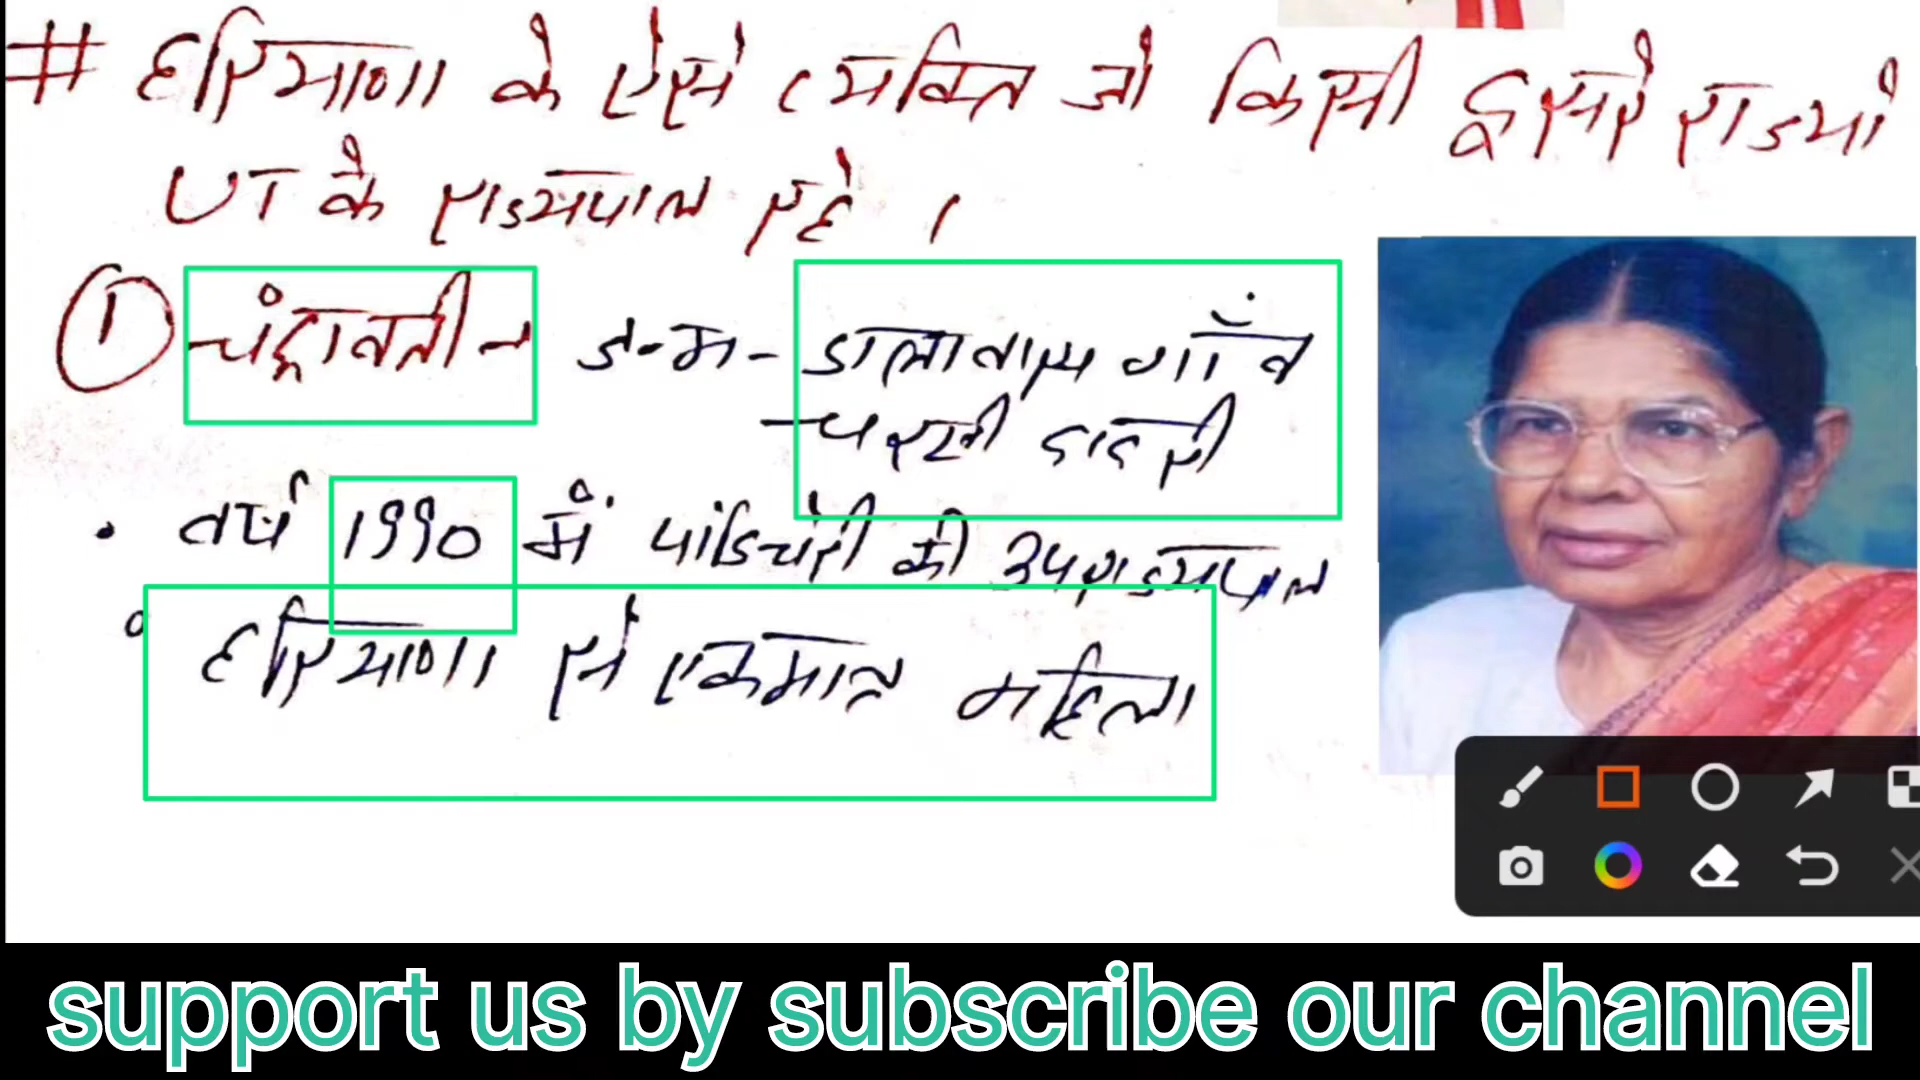 # हरियाणा के ऐसे व्यक्ति जो किसी दूसरे राज्यो
UT के राज्यपाल रहे ।
① चंद्रावती - जन्म - डालावास गाँव
चरखी दादरी
• वर्ष 1990 में पांडिचेरी की उपराज्यपाल
• हरियाणा से एकमात्र महिला
support us by subscribe our channel